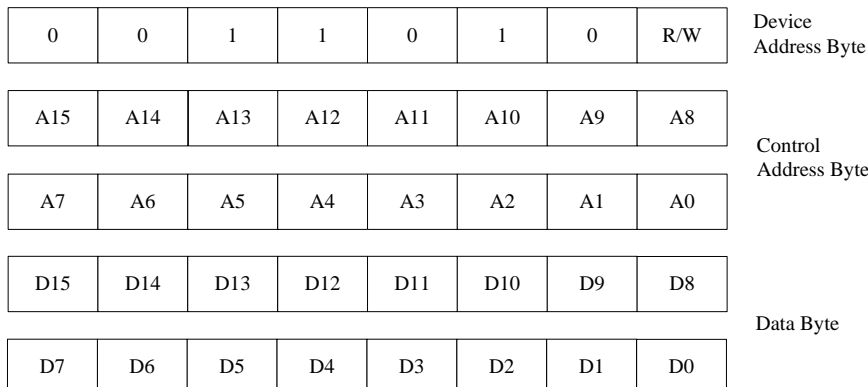 0 0 1 1 0 1 0 R/W
Device
Address Byte
A15 A14 A13 A12 A11 A10 A9 A8
Control
Address Byte
A7 A6 A5 A4 A3 A2 A1 A0
D15 D14 D13 D12 D11 D10 D9 D8
Data Byte
D7 D6 D5 D4 D3 D2 D1 D0